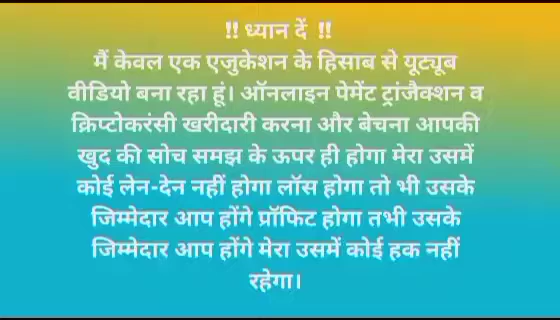 !! ध्यान दें !!
मैं केवल एक एजुकेशन के हिसाब से यूट्यूब
वीडियो बना रहा हूं। ऑनलाइन पेमेंट ट्रांजैक्शन व
क्रिप्टोकरंसी खरीदारी करना और बेचना आपकी
खुद की सोच समझ के ऊपर ही होगा मेरा उसमें
कोई लेन-देन नहीं होगा लॉस होगा तो भी उसके
जिम्मेदार आप होंगे प्रॉफिट होगा तभी उसके
जिम्मेदार आप होंगे मेरा उसमें कोई हक नहीं
रहेगा।